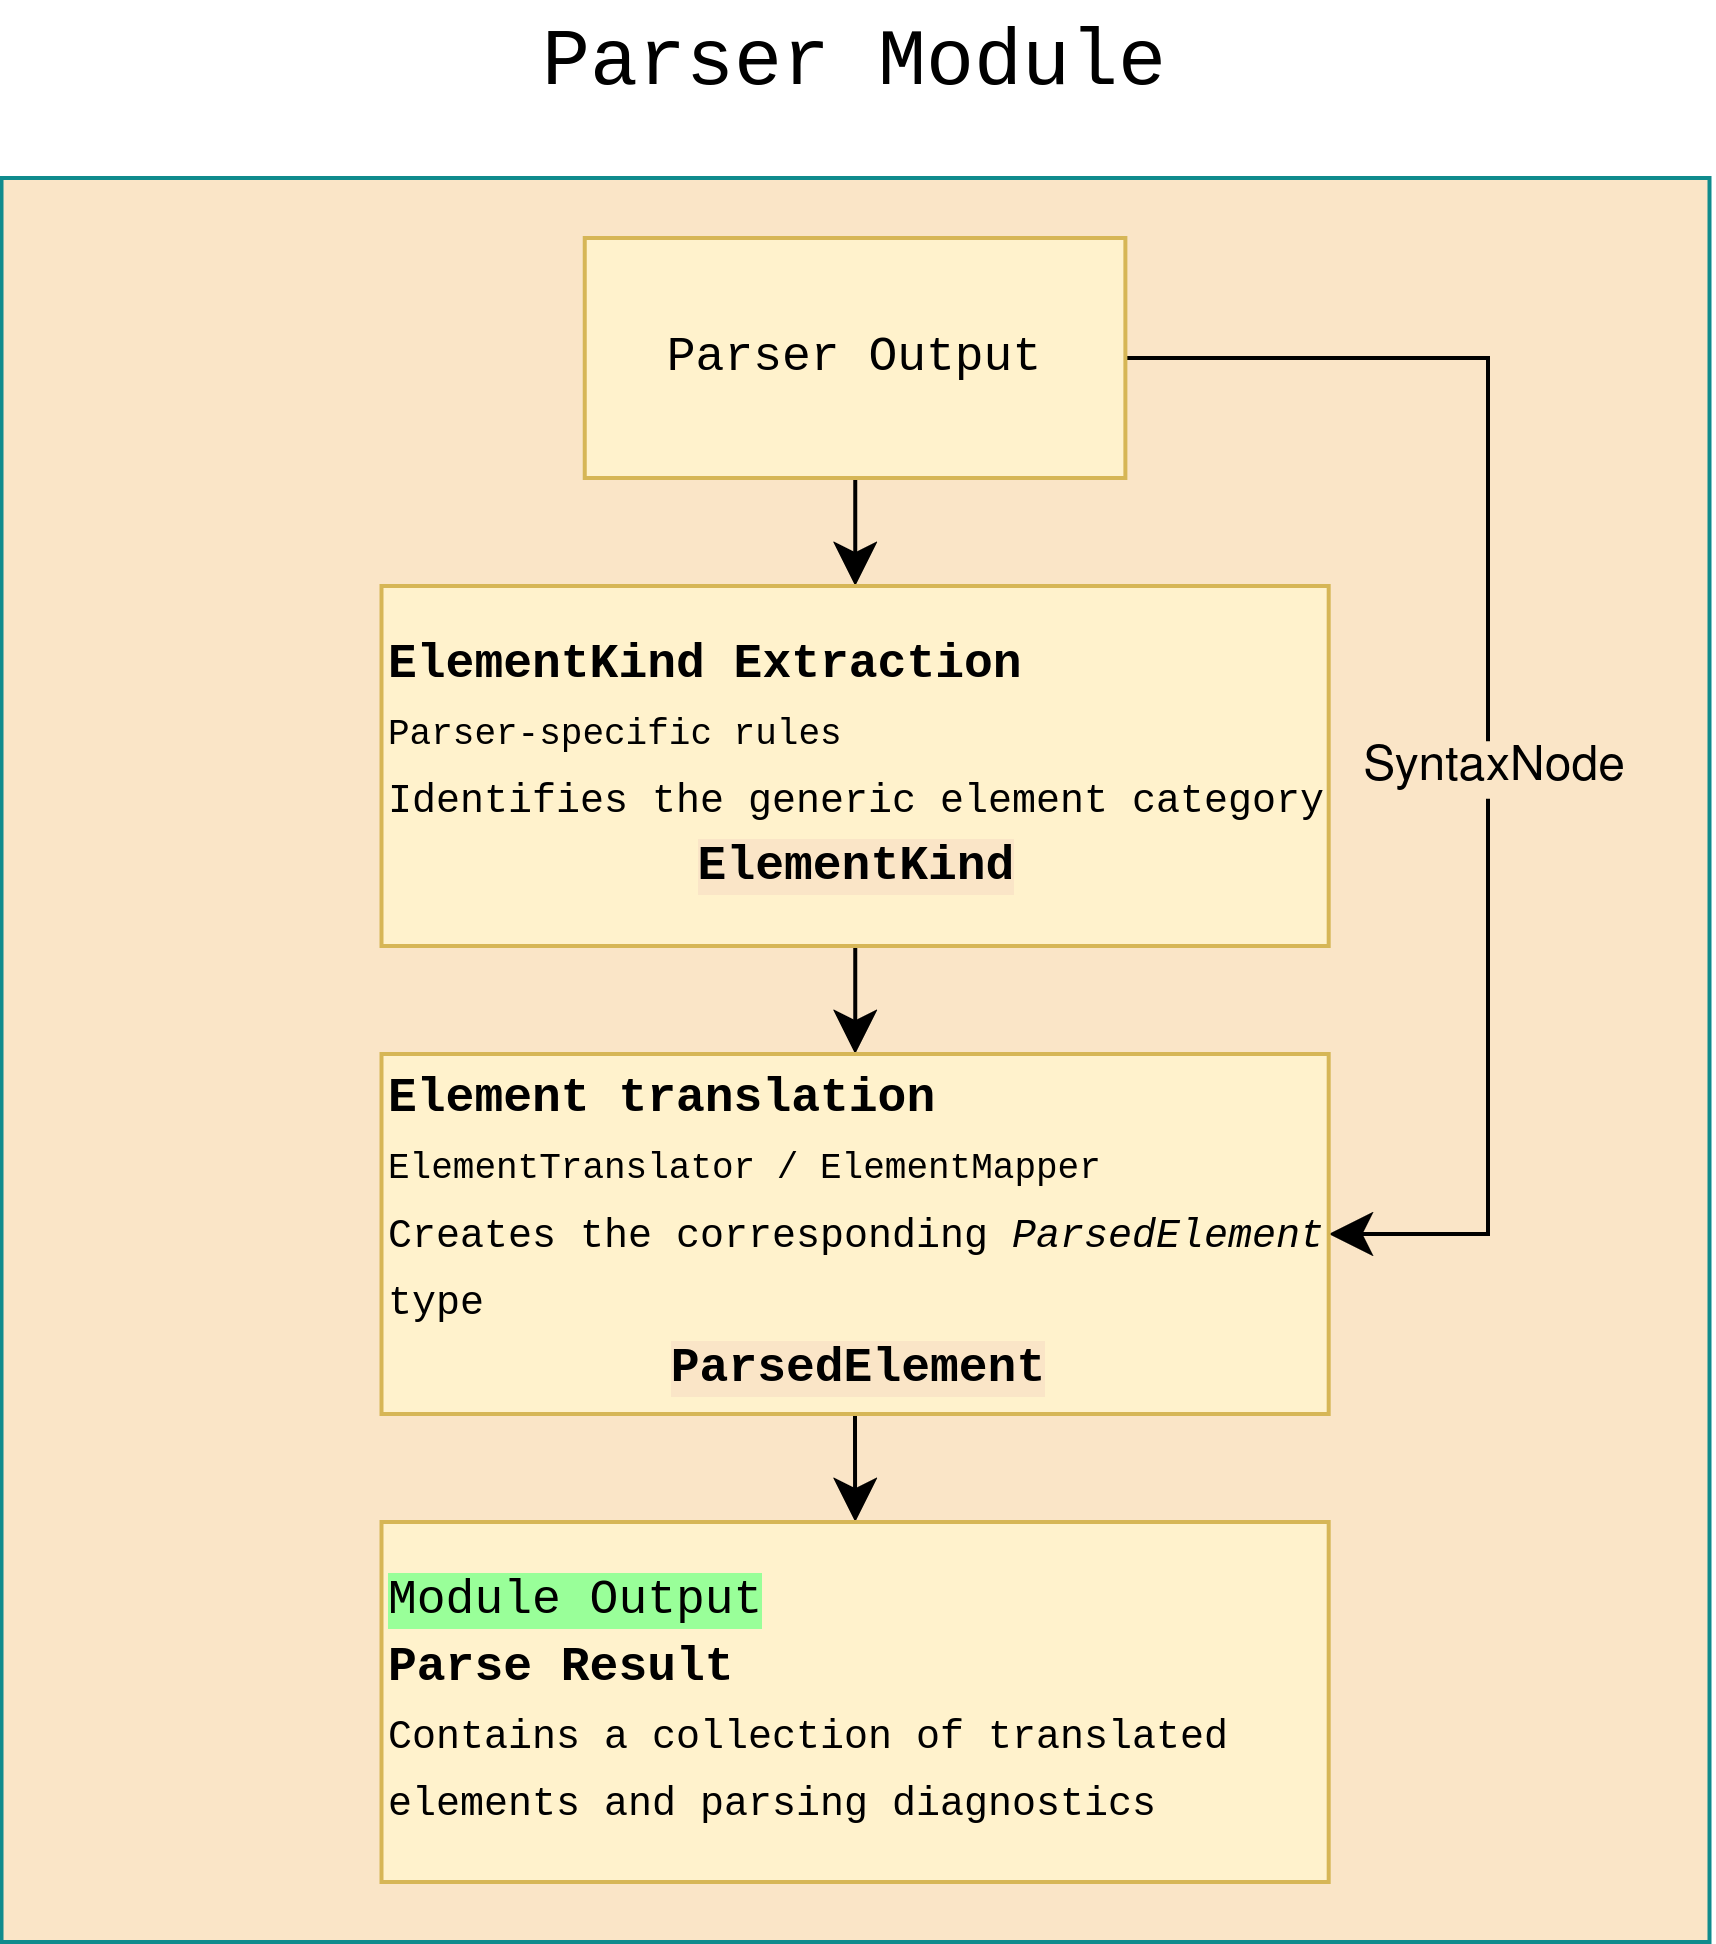 Parser Module
Parser Output
ElementKind Extraction
Parser-specific rules
Identifies the generic element category
ElementKind
SyntaxNode
Element translation
ElementTranslator / ElementMapper
Creates the corresponding ParsedElement
type
ParsedElement
Module Output
Parse Result
Contains a collection of translated
elements and parsing diagnostics